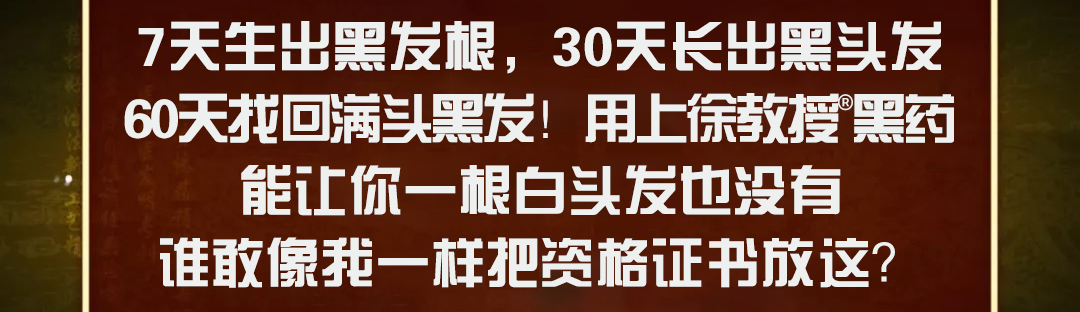 7天生出黑发根，30天长出黑头发
60天找回满头黑发！用上徐教授®黑药
能让你一根白头发也没有
谁敢像我一样把资格证书放这？